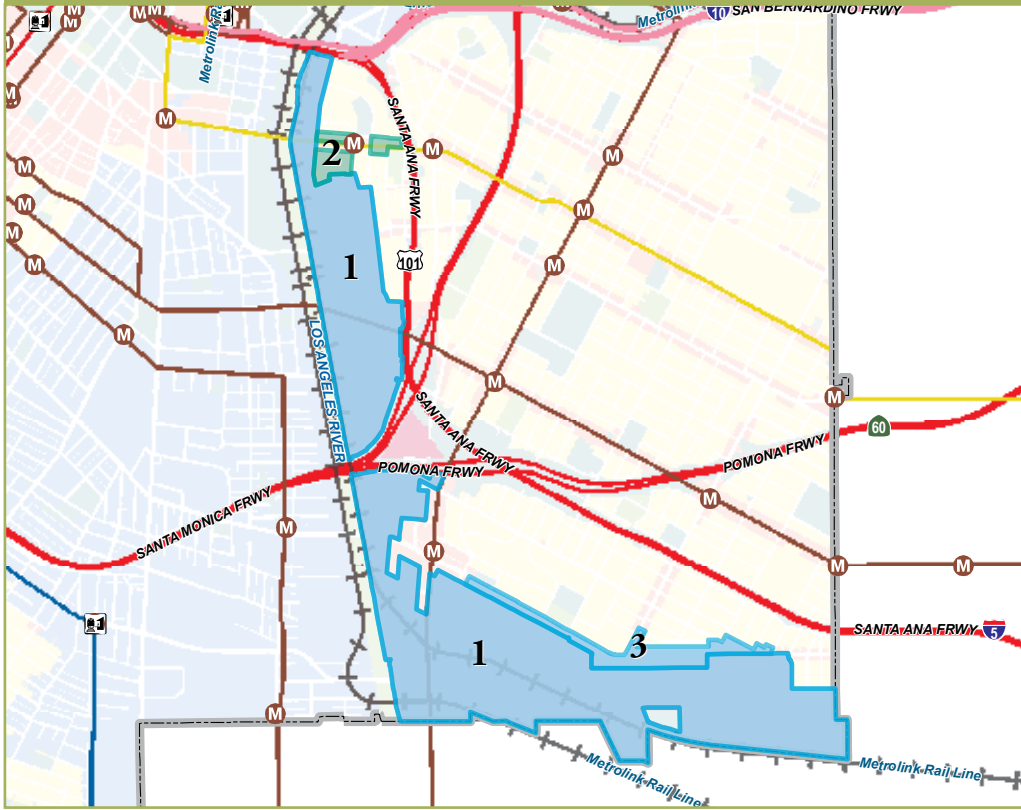 Metrolink
10
SAN BERNARDINO FRWY
Metrolink
M
M
M
M
M
M
M
SANTA ANA FRWY
2
M
M
M
M
M
1
101
M
M
M
M
M
M
LOS ANGELES RIVER
M
M
SANTA ANA FRWY
60
POMONA FRWY
POMONA FRWY
SANTA MONICA FRWY
M
M
M
M
M
SANTA ANA FRWY
5
1
3
M
Metrolink Rail Line
Metrolink Rail Line